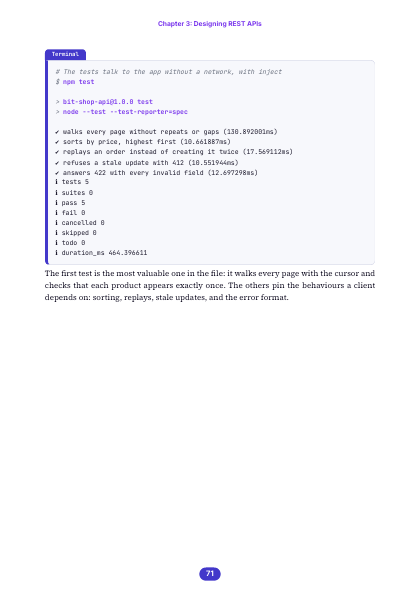 Chapter 3: Designing REST APIs
Terminal
# The tests talk to the app without a network, with inject
$ npm test
> bit-shop-api@1.0.0 test
> node --test --test-reporter=spec
✔ walks every page without repeats or gaps (130.892001ms)
✔ sorts by price, highest first (10.661887ms)
✔ replays an order instead of creating it twice (17.569112ms)
✔ refuses a stale update with 412 (10.551944ms)
✔ answers 422 with every invalid field (12.697298ms)
ℹ tests 5
ℹ suites 0
ℹ pass 5
ℹ fail 0
ℹ cancelled 0
ℹ skipped 0
ℹ todo 0
ℹ duration_ms 464.396611
The first test is the most valuable one in the file: it walks every page with the cursor and
checks that each product appears exactly once. The others pin the behaviours a client
depends on: sorting, replays, stale updates, and the error format.
71